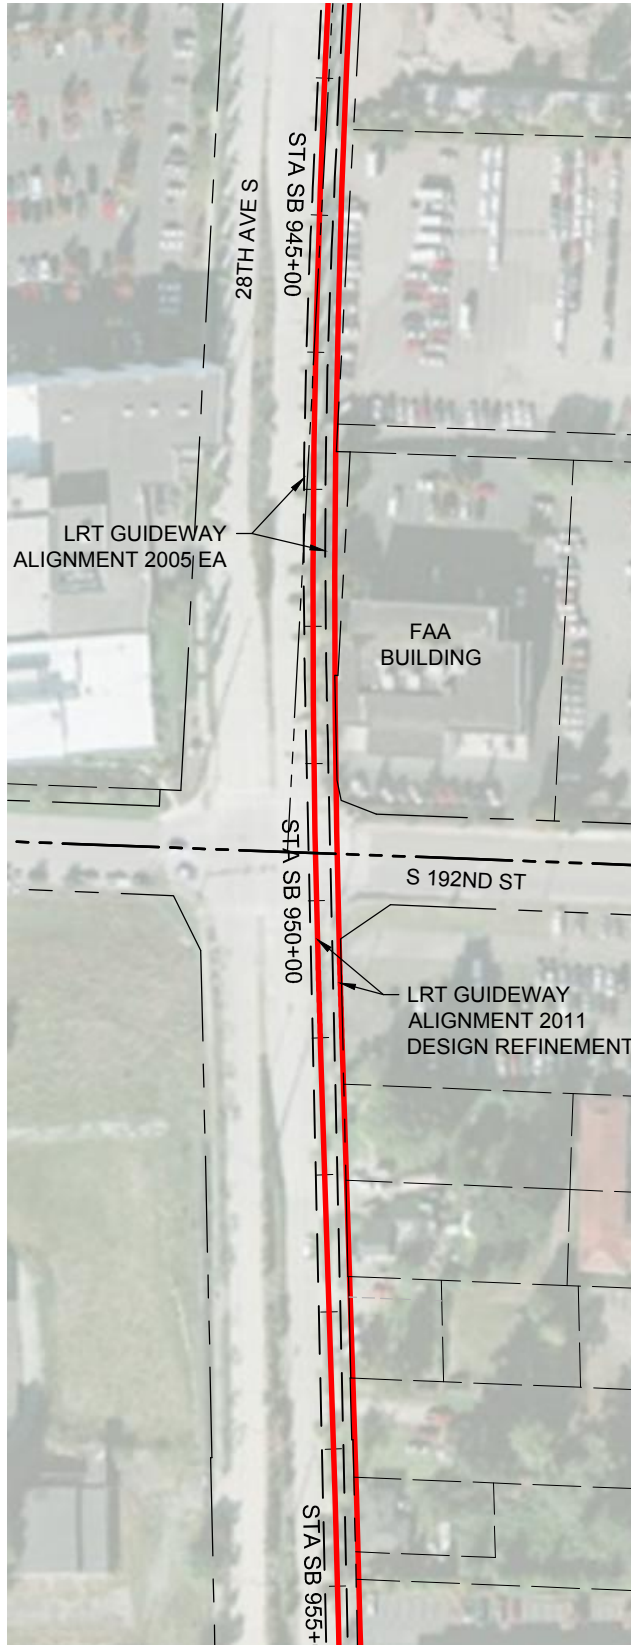 STA SB 945+00
28TH AVE S
LRT GUIDEWAY
ALIGNMENT 2005 EA
FAA
BUILDING
STA SB 950+00
S 192ND ST
LRT GUIDEWAY
ALIGNMENT 2011
DESIGN REFINEMENT
STA SB 955+